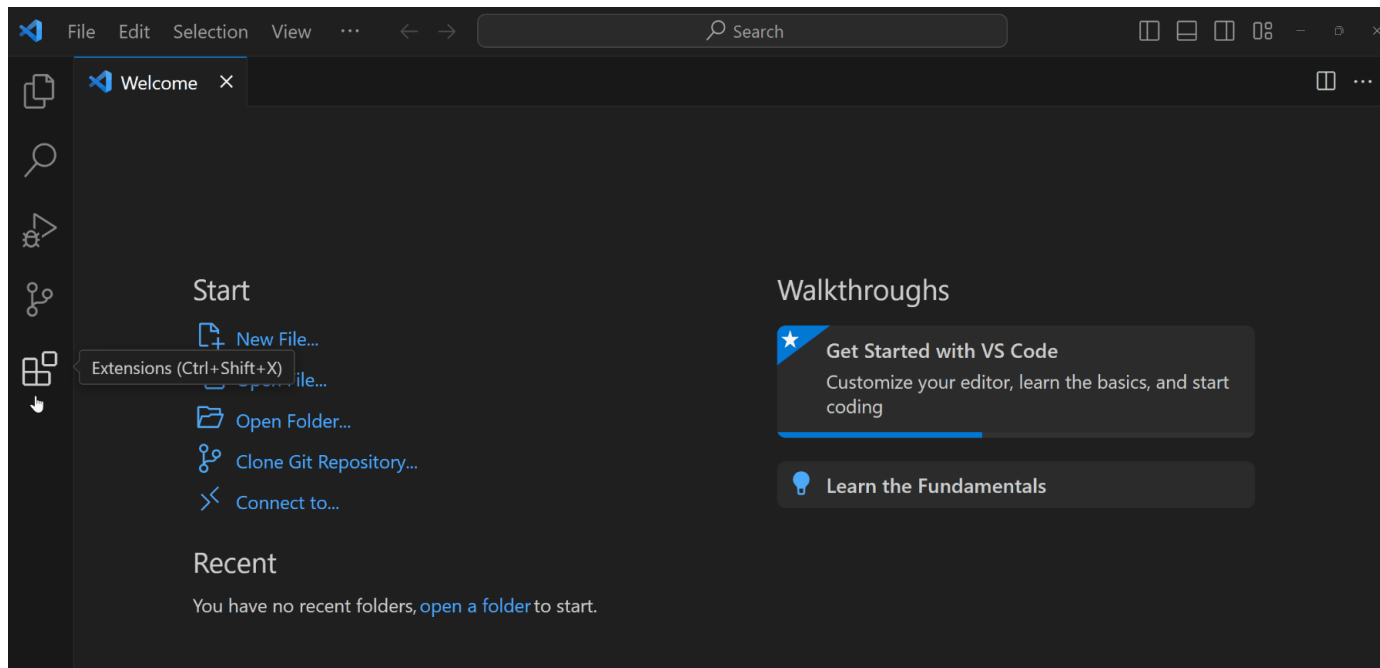 File Edit Selection View ··· Search
Welcome
Start
New File...
Extensions (Ctrl+Shift+X)
Open File...
Open Folder...
Clone Git Repository...
Connect to...
Recent
You have no recent folders, open a folder to start.
Walkthroughs
Get Started with VS Code
Customize your editor, learn the basics, and start
coding
Learn the Fundamentals